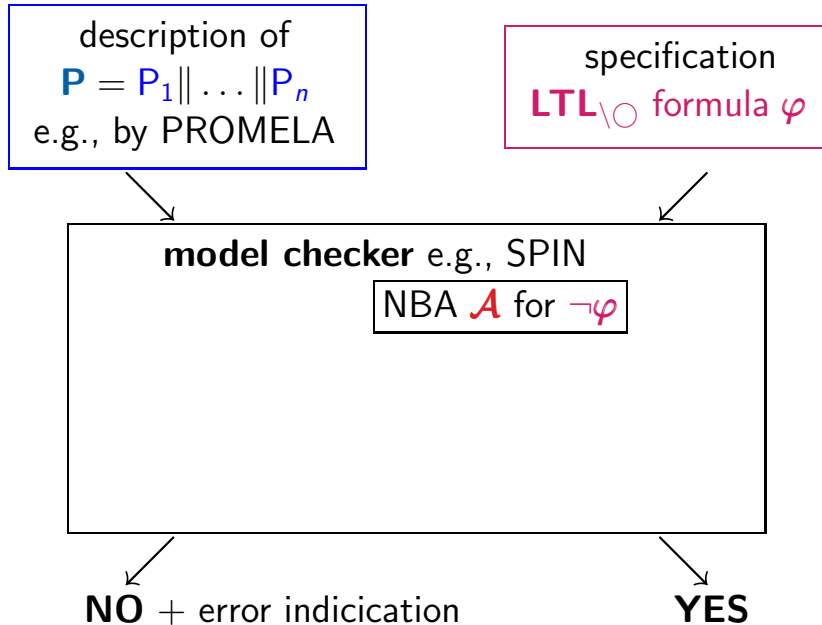 description of
P = P₁‖ . . . ‖Pₙ
e.g., by PROMELA
specification
LTL\○ formula φ
model checker e.g., SPIN
NBA 𝓐 for ¬φ
NO + error indicication
YES